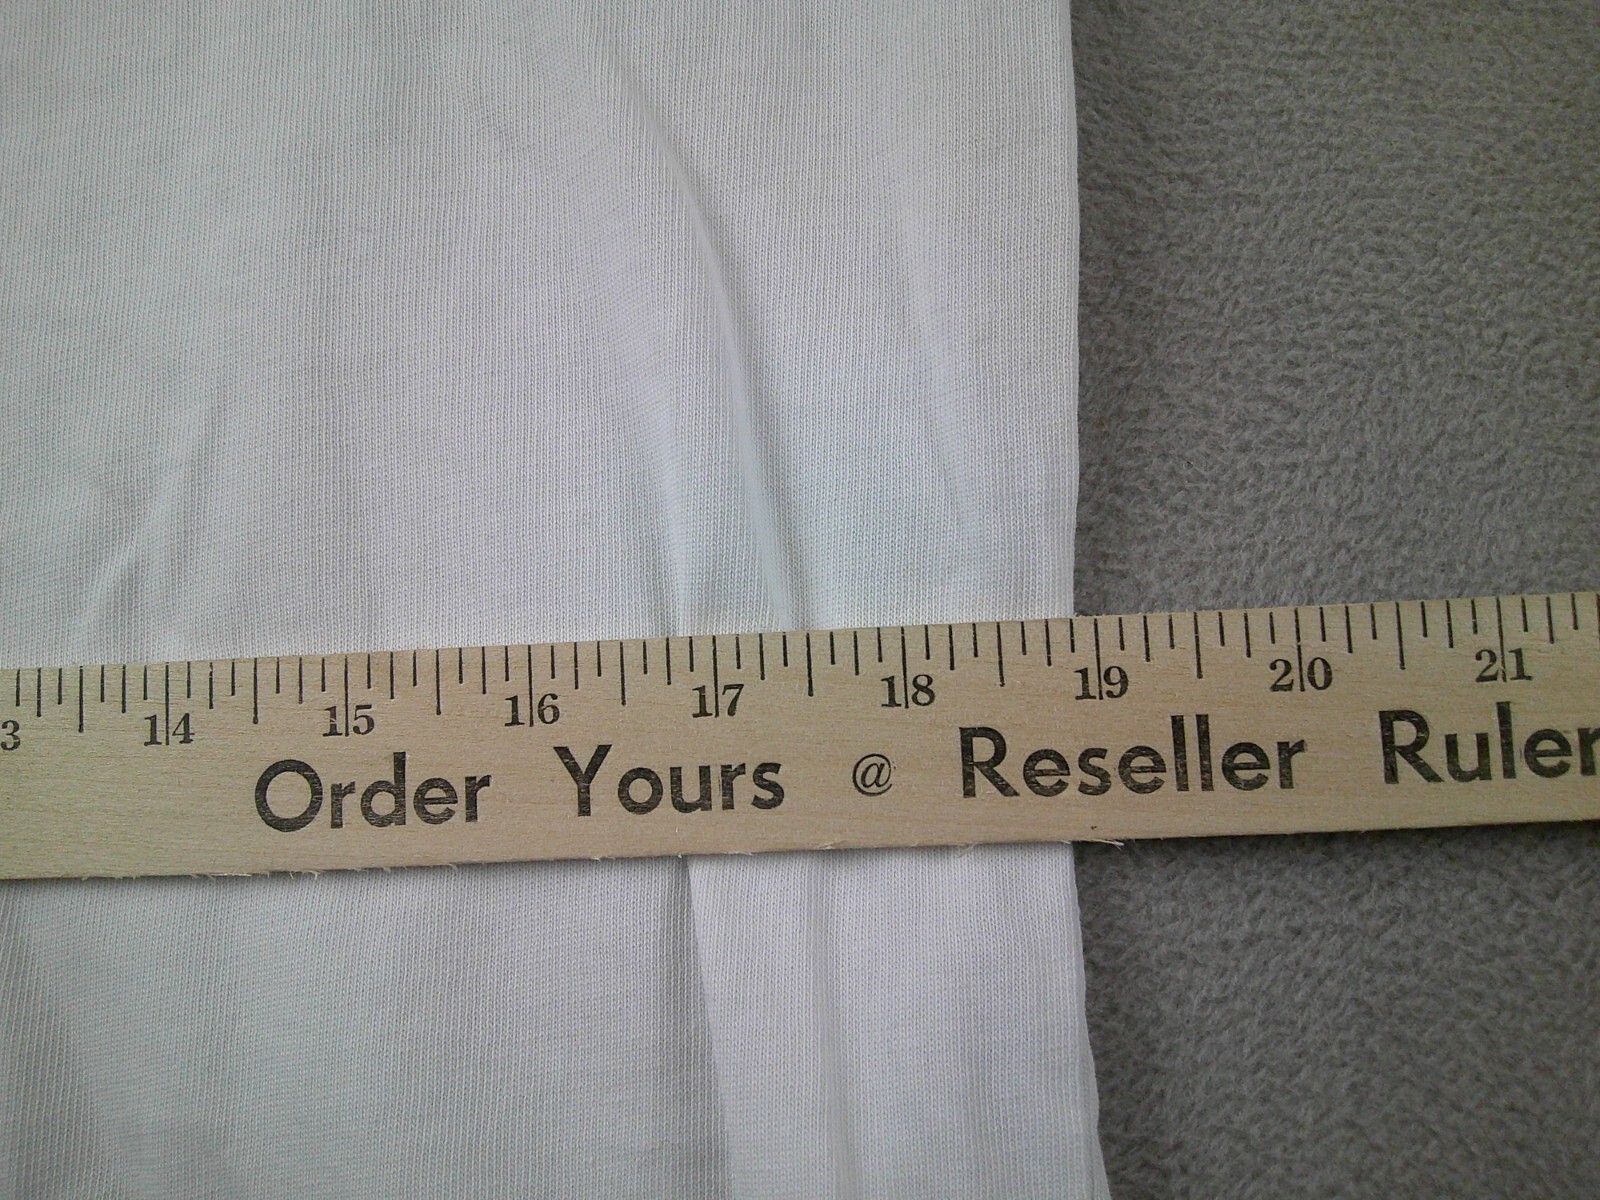 3 14 15 16 17 18 19 20 21
Order Yours @ Reseller Ruler